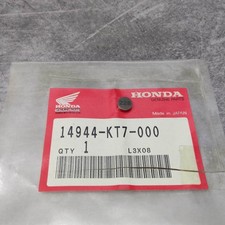 HONDA
HONDA
GENUINE PARTS
Made in JAPAN
14944-KT7-000
QTY 1 L3X08